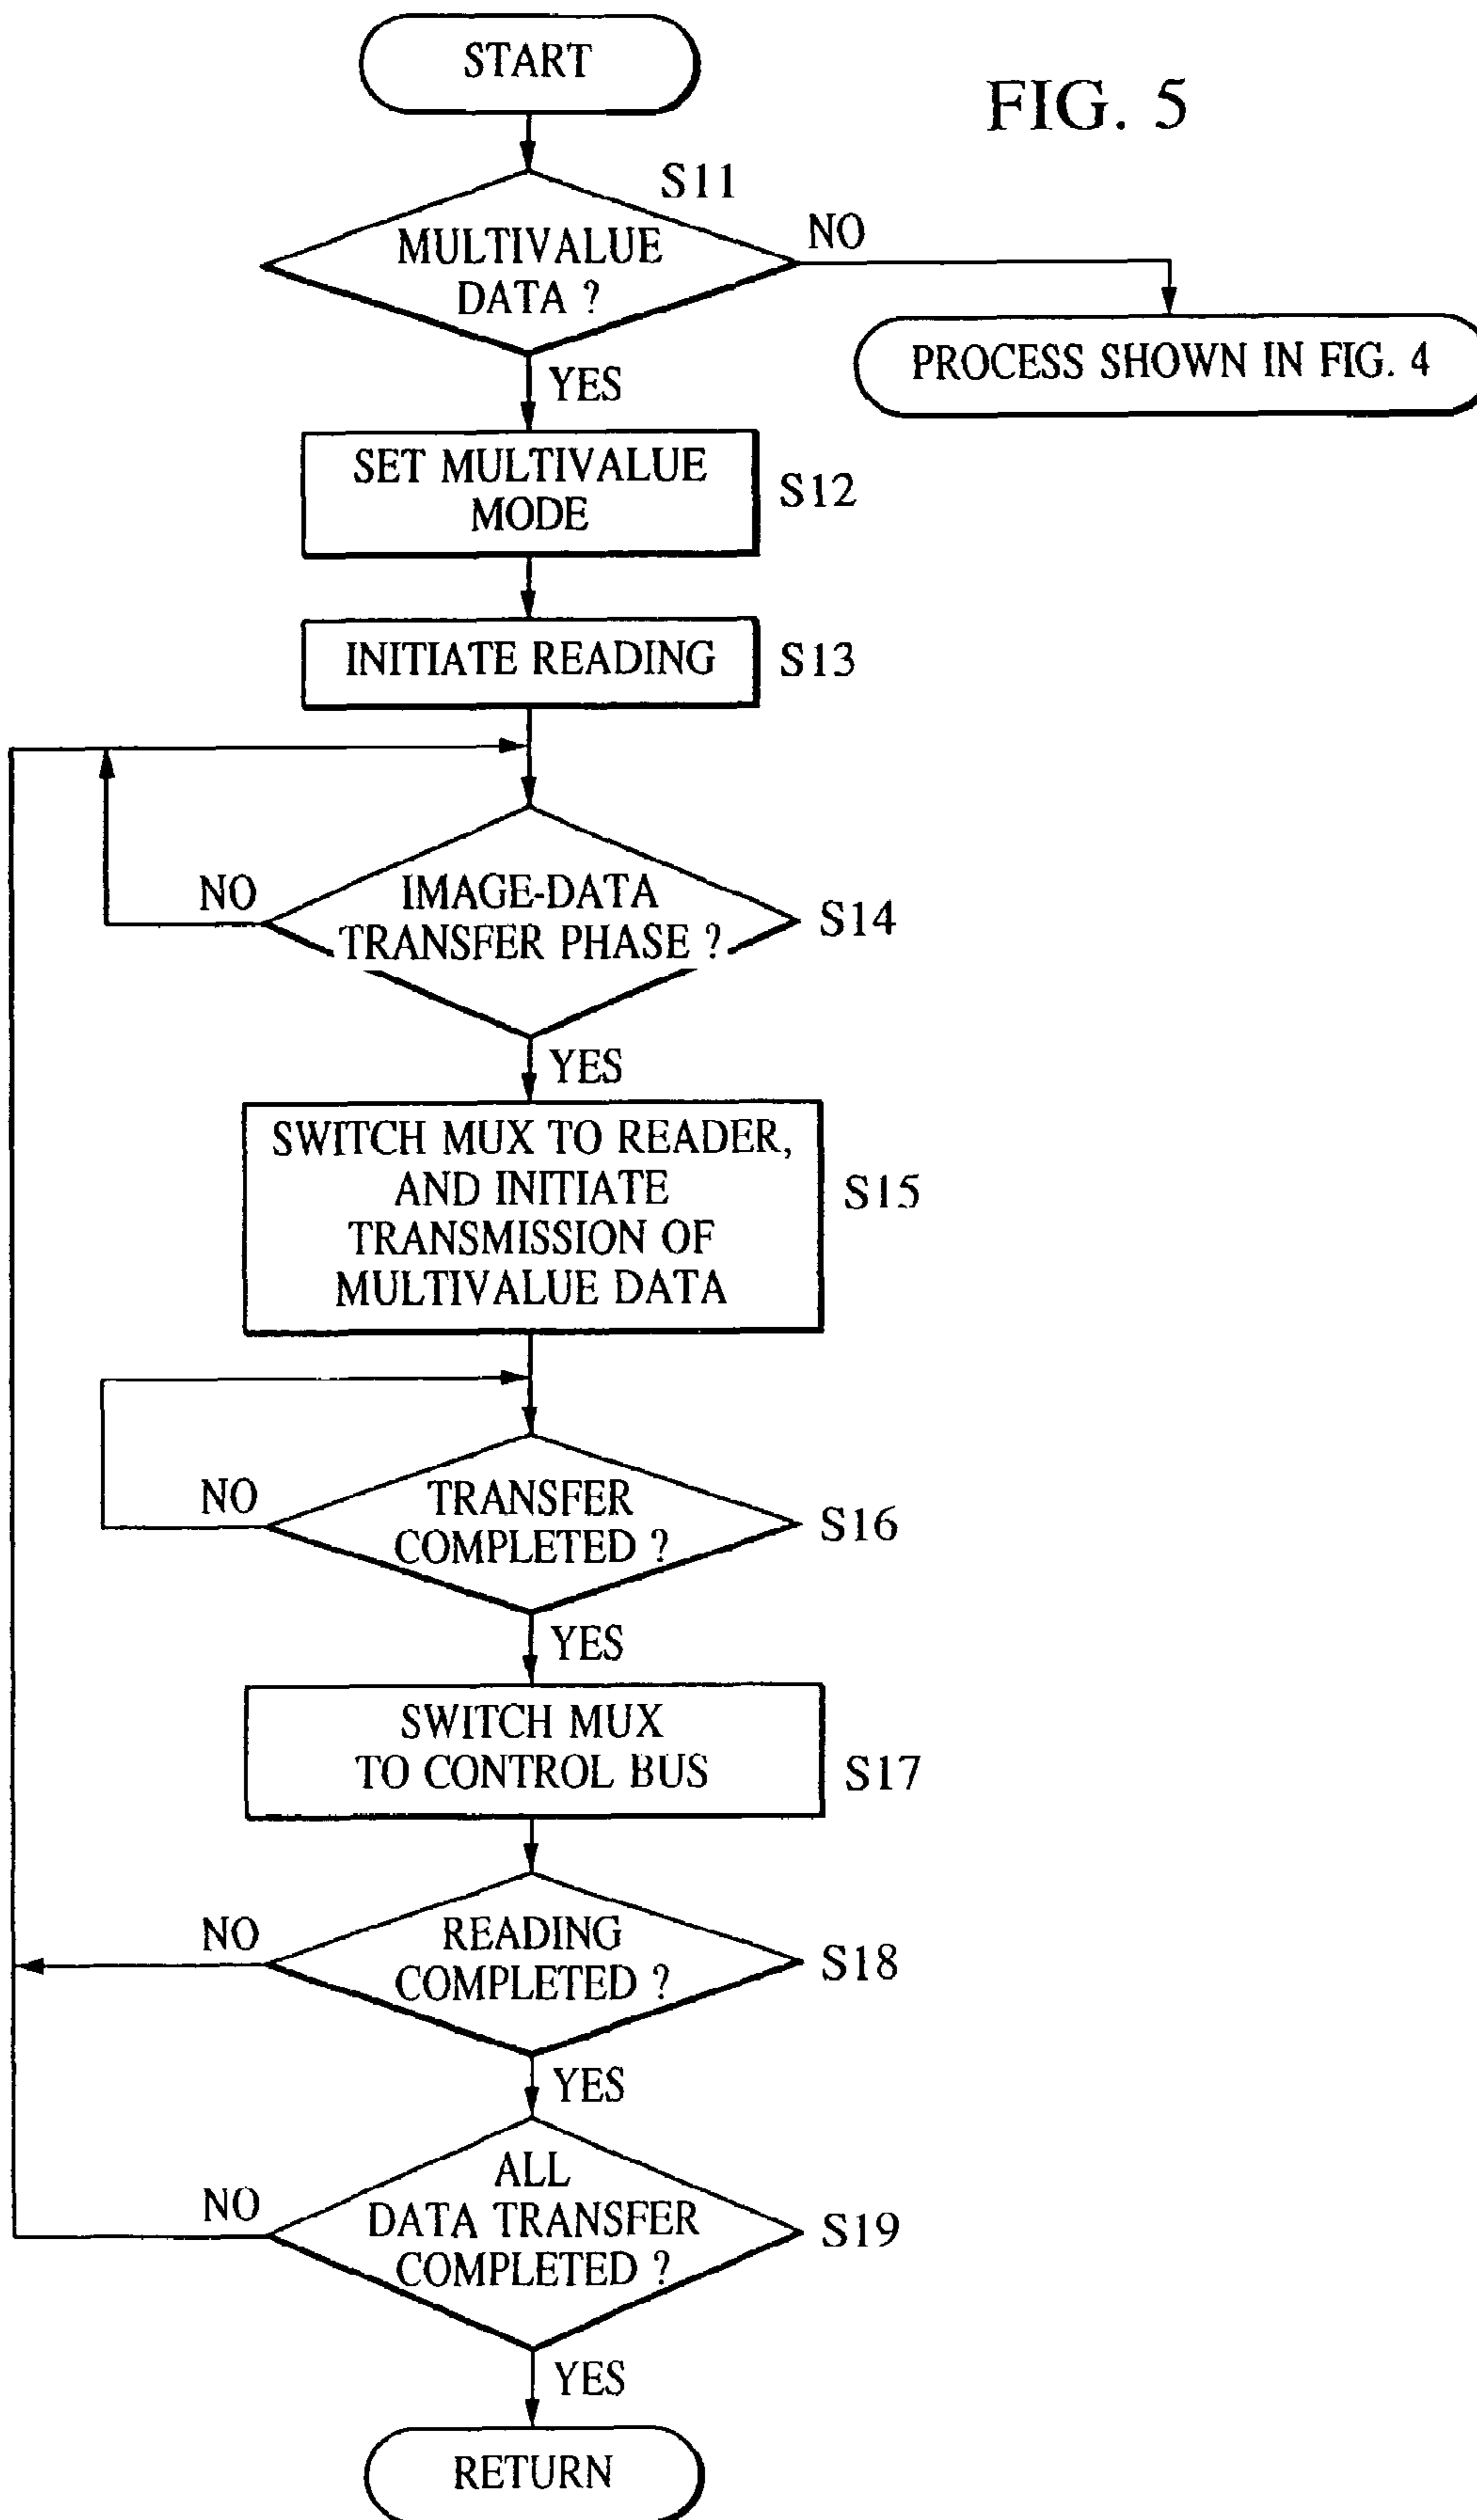 START
FIG. 5
S11
MULTIVALUE
DATA ?
NO
PROCESS SHOWN IN FIG. 4
YES
SET MULTIVALUE
MODE
S12
INITIATE READING
S13
NO
IMAGE-DATA
TRANSFER PHASE ?
S14
YES
SWITCH MUX TO READER,
AND INITIATE
TRANSMISSION OF
MULTIVALUE DATA
S15
NO
TRANSFER
COMPLETED ?
S16
YES
SWITCH MUX
TO CONTROL BUS
S17
NO
READING
COMPLETED ?
S18
YES
NO
ALL
DATA TRANSFER
COMPLETED ?
S19
YES
RETURN